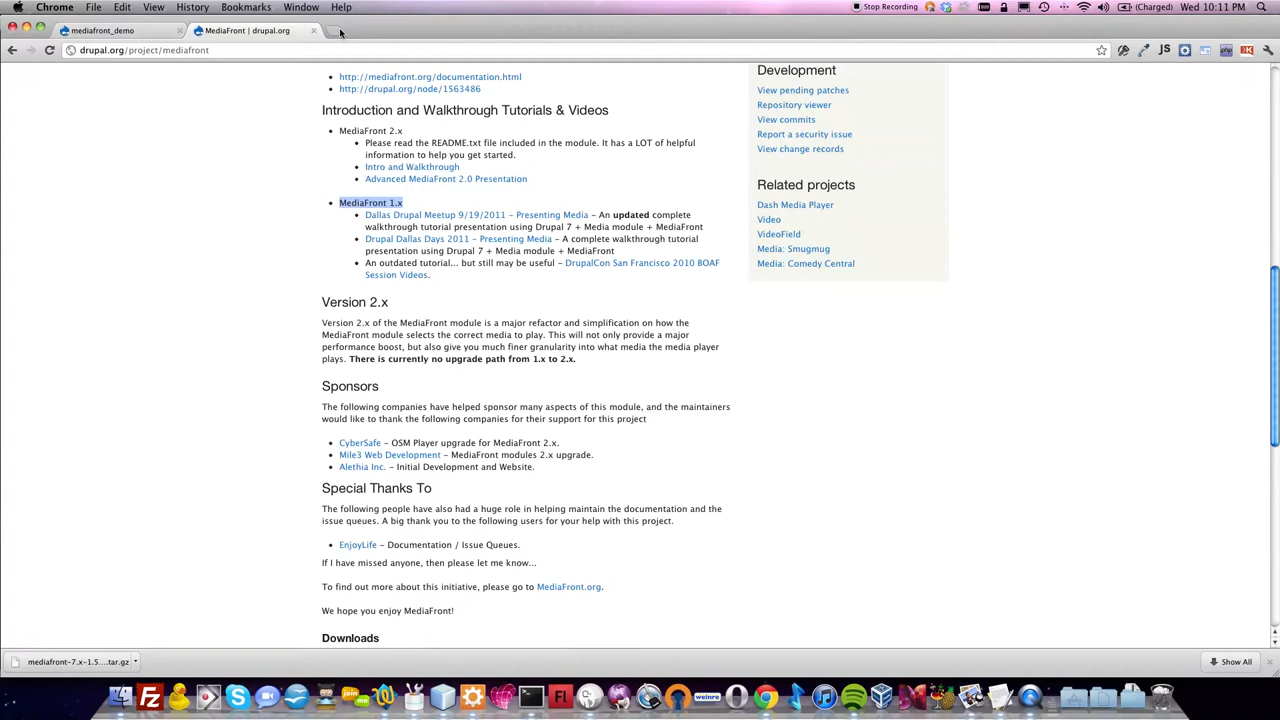 Chrome File Edit View History Bookmarks Window Help
Stop Recording (Charged) Wed 10:11 PM
mediafront_demo
MediaFront | drupal.org
drupal.org/project/mediafront
JS
php
http://mediafront.org/documentation.html
http://drupal.org/node/1563486
Introduction and Walkthrough Tutorials & Videos
MediaFront 2.x
Please read the README.txt file included in the module. It has a LOT of helpful
information to help you get started.
Intro and Walkthrough
Advanced MediaFront 2.0 Presentation
MediaFront 1.x
Dallas Drupal Meetup 9/19/2011 - Presenting Media - An updated complete
walkthrough tutorial presentation using Drupal 7 + Media module + MediaFront
Drupal Dallas Days 2011 - Presenting Media - A complete walkthrough tutorial
presentation using Drupal 7 + Media module + MediaFront
An outdated tutorial... but still may be useful - DrupalCon San Francisco 2010 BOAF
Session Videos.
Version 2.x
Version 2.x of the MediaFront module is a major refactor and simplification on how the
MediaFront module selects the correct media to play. This will not only provide a major
performance boost, but also give you much finer granularity into what media the media player
plays. There is currently no upgrade path from 1.x to 2.x.
Sponsors
The following companies have helped sponsor many aspects of this module, and the maintainers
would like to thank the following companies for their support for this project
CyberSafe - OSM Player upgrade for MediaFront 2.x.
Mile3 Web Development - MediaFront modules 2.x upgrade.
Alethia Inc. - Initial Development and Website.
Special Thanks To
The following people have also had a huge role in helping maintain the documentation and the
issue queues. A big thank you to the following users for your help with this project.
EnjoyLife - Documentation / Issue Queues.
If I have missed anyone, then please let me know...
To find out more about this initiative, please go to MediaFront.org.
We hope you enjoy MediaFront!
Downloads
Development
View pending patches
Repository viewer
View commits
Report a security issue
View change records
Related projects
Dash Media Player
Video
VideoField
Media: Smugmug
Media: Comedy Central
mediafront-7.x-1.5....tar.gz
Show All
Fz
join me
Fl
weinre